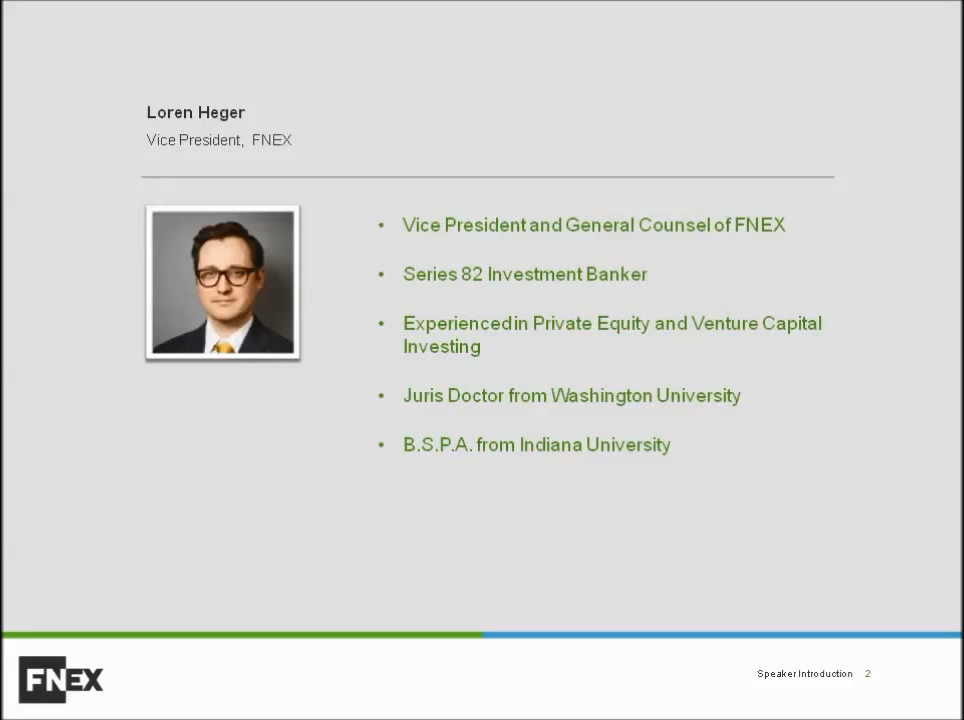 Loren Heger
Vice President, FNEX
• Vice President and General Counsel of FNEX
• Series 82 Investment Banker
• Experienced in Private Equity and Venture Capital
Investing
• Juris Doctor from Washington University
• B.S.P.A. from Indiana University
FNEX
Speaker Introduction 2